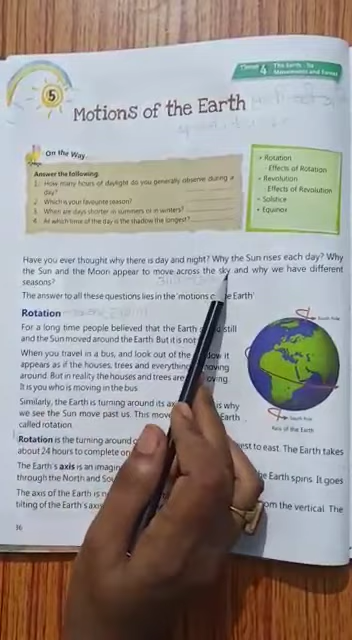 Theme 4 The Earth : Its
Movements and Extent
5
Motions of the Earth
On the Way
Answer the following:
1. How many hours of daylight do you generally observe during a
day?
2. Which is your favourite season?
3. When are days shorter in summers or in winters?
4. At which time of the day is the shadow the longest?
• Rotation
Effects of Rotation
• Revolution
Effects of Revolution
• Solstice
• Equinox
Have you ever thought why there is day and night? Why the Sun rises each day? Why
the Sun and the Moon appear to move across the sky and why we have different
seasons?
The answer to all these questions lies in the 'motions Earth'
Rotation
For a long time people believed that the Earth still
and the Sun moved around the Earth. But it is not
When you travel in a bus, and look out of the it
appears as if the houses, trees and everything
around. But in reality the houses and trees are
It is you who is moving in the bus.
Similarly, the Earth is turning around its is why
we see the Sun move past us. This Earth
called rotation.
South Pole
Axis of the Earth
Rotation is the turning to east. The Earth takes
about 24 hours to complete
The Earth's axis is an the Earth spins. It goes
through the North and
The axis of the Earth is from the vertical. The
tilting of the Earth's
36